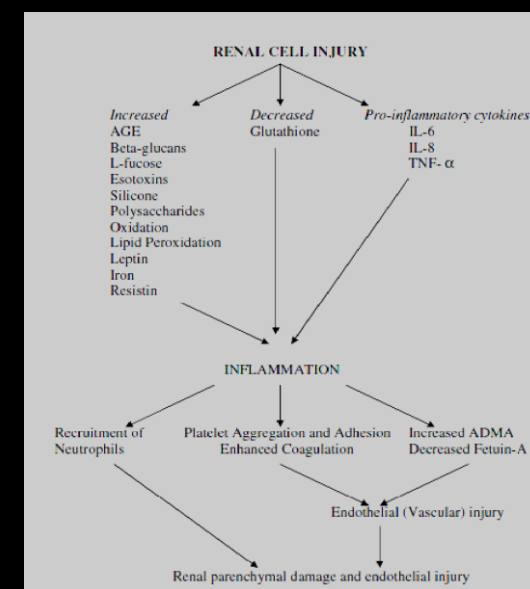 RENAL CELL INJURY
Increased
AGE
Beta-glucans
L-fucose
Esotoxins
Silicone
Polysaccharides
Oxidation
Lipid Peroxidation
Leptin
Iron
Resistin
Decreased
Glutathione
Pro-inflammatory cytokines
IL-6
IL-8
TNF- α
INFLAMMATION
Recruitment of
Neutrophils
Platelet Aggregation and Adhesion
Enhanced Coagulation
Increased ADMA
Decreased Fetuin-A
Endothelial (Vascular) injury
Renal parenchymal damage and endothelial injury